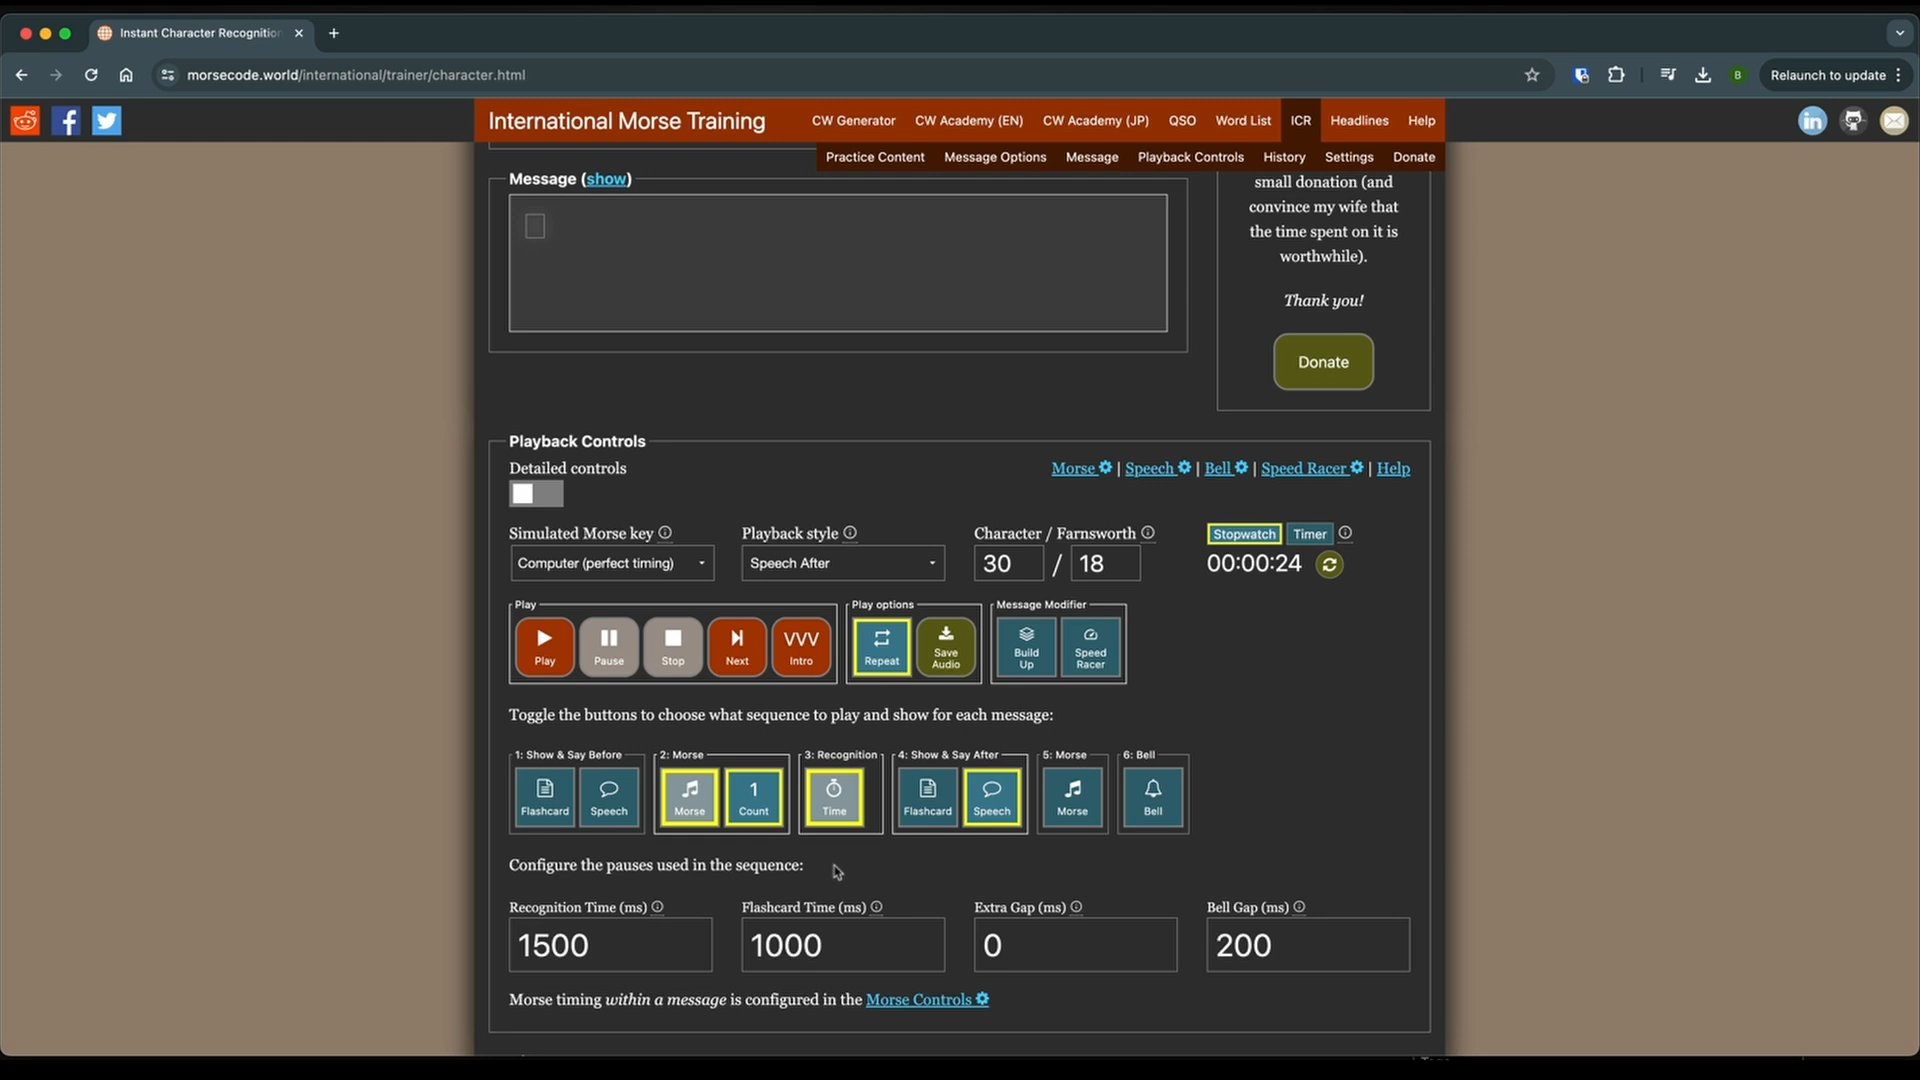 Instant Character Recognition
morsecode.world/international/trainer/character.html
B
Relaunch to update
International Morse Training
CW Generator
CW Academy (EN)
CW Academy (JP)
QSO
Word List
ICR
Headlines
Help
Practice Content
Message Options
Message
Playback Controls
History
Settings
Donate
Message (show)
small donation (and
convince my wife that
the time spent on it is
worthwhile).
Thank you!
Donate
Playback Controls
Detailed controls
Morse | Speech | Bell | Speed Racer | Help
Simulated Morse key
Playback style
Character / Farnsworth
Stopwatch
Timer
Computer (perfect timing)
Speech After
30 / 18
00:00:24
Play
Play options
Message Modifier
Play
Pause
Stop
Next
VVV
Intro
Repeat
Save
Audio
Build
Up
Speed
Racer
Toggle the buttons to choose what sequence to play and show for each message:
1: Show & Say Before
2: Morse
3: Recognition
4: Show & Say After
5: Morse
6: Bell
Flashcard
Speech
Morse
1
Count
Time
Flashcard
Speech
Morse
Bell
Configure the pauses used in the sequence:
Recognition Time (ms)
Flashcard Time (ms)
Extra Gap (ms)
Bell Gap (ms)
1500
1000
0
200
Morse timing within a message is configured in the Morse Controls